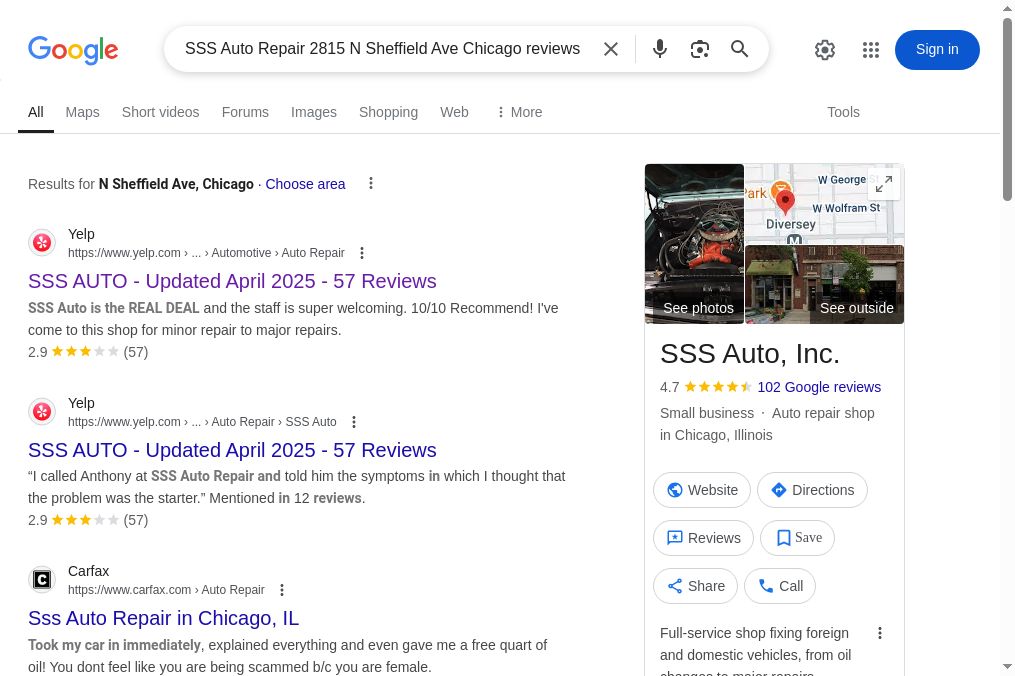 Google
SSS Auto Repair 2815 N Sheffield Ave Chicago reviews
Sign in
All
Maps
Short videos
Forums
Images
Shopping
Web
More
Tools
Results for N Sheffield Ave, Chicago · Choose area
Yelp
https://www.yelp.com › ... › Automotive › Auto Repair
SSS AUTO - Updated April 2025 - 57 Reviews
SSS Auto is the REAL DEAL and the staff is super welcoming. 10/10 Recommend! I've
come to this shop for minor repair to major repairs.
2.9 (57)
Yelp
https://www.yelp.com › ... › Auto Repair › SSS Auto
SSS AUTO - Updated April 2025 - 57 Reviews
“I called Anthony at SSS Auto Repair and told him the symptoms in which I thought that
the problem was the starter.” Mentioned in 12 reviews.
2.9 (57)
Carfax
https://www.carfax.com › Auto Repair
Sss Auto Repair in Chicago, IL
Took my car in immediately, explained everything and even gave me a free quart of
oil! You dont feel like you are being scammed b/c you are female.
See photos
Park
W George St
W Wolfram St
Diversey
M
See outside
SSS Auto, Inc.
4.7 102 Google reviews
Small business · Auto repair shop
in Chicago, Illinois
Website
Directions
Reviews
Save
Share
Call
Full-service shop fixing foreign
and domestic vehicles, from oil
changes to major repairs